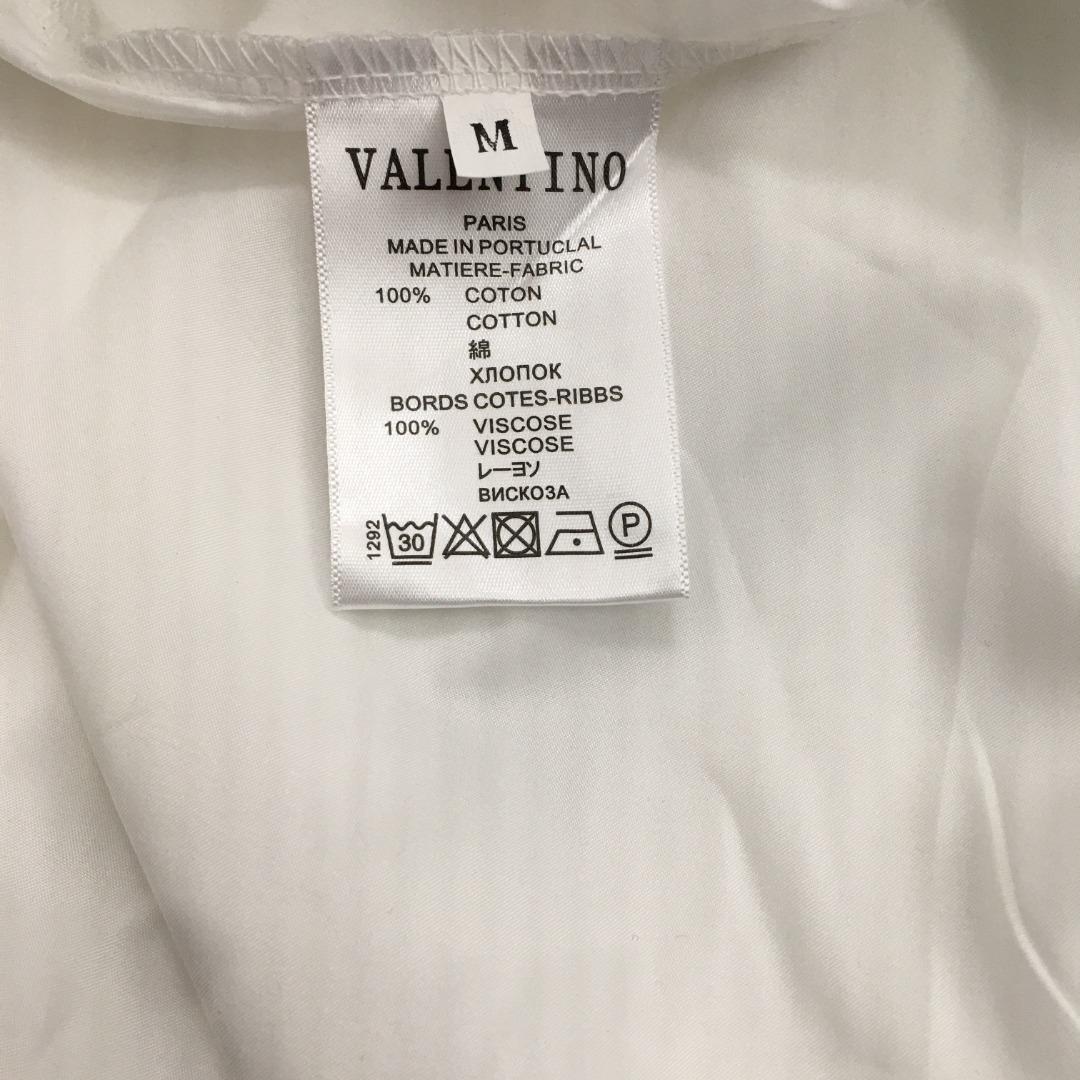 M
VALENTINO
PARIS
MADE IN PORTUCLAL
MATIERE-FABRIC
100% COTON
COTTON
綿
ХЛОПОК
BORDS COTES-RIBBS
100% VISCOSE
VISCOSE
レーヨソ
ВИСКОЗА
1292 30 P